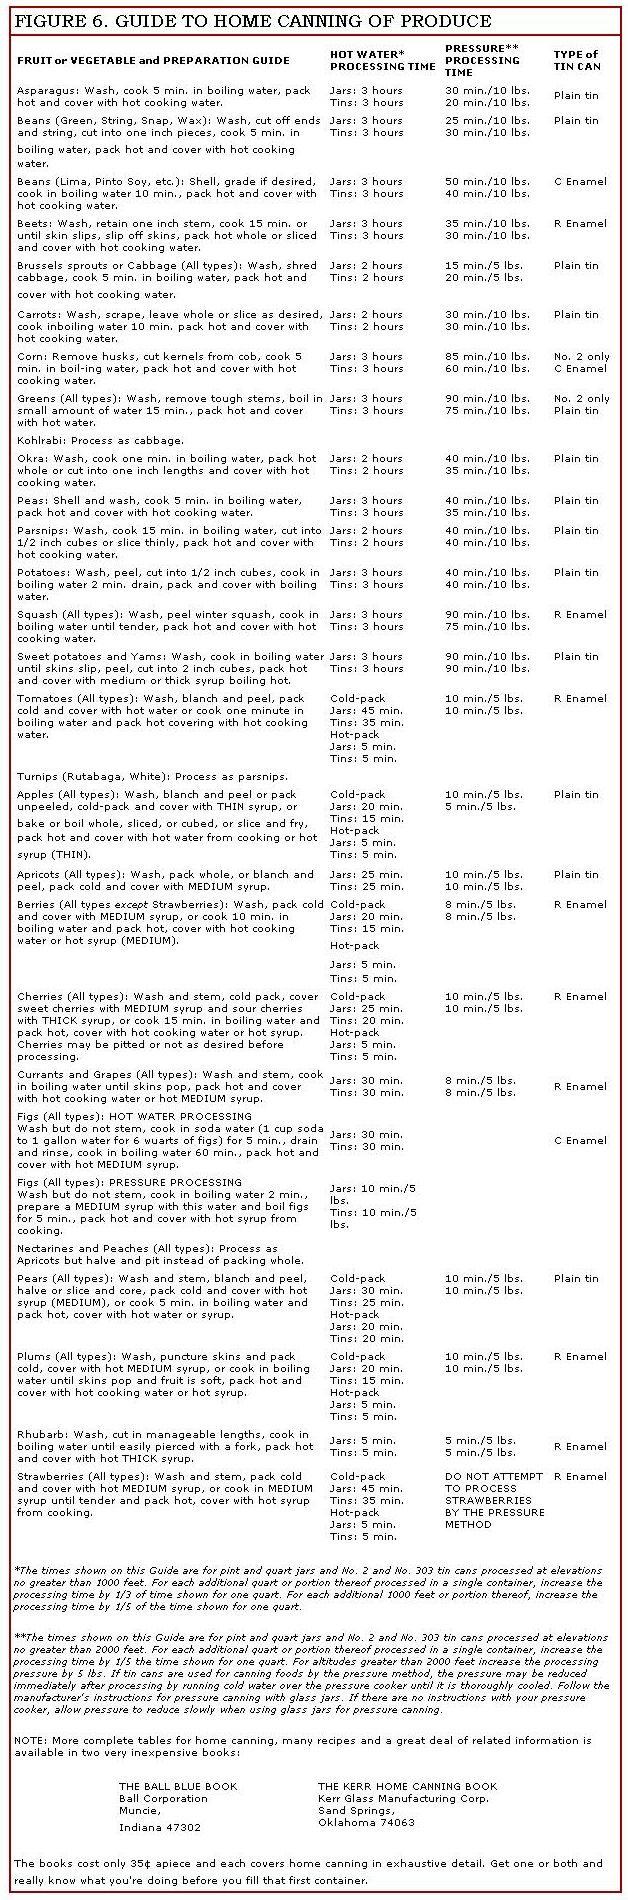 FIGURE 6. GUIDE TO HOME CANNING OF PRODUCE
FRUIT or VEGETABLE and PREPARATION GUIDE
HOT WATER*
PROCESSING TIME
PRESSURE**
PROCESSING
TIME
TYPE of
TIN CAN
Asparagus: Wash, cook 5 min. in boiling water, pack
hot and cover with hot cooking water.
Jars: 3 hours
Tins: 3 hours
30 min./10 lbs.
20 min./10 lbs.
Plain tin
Beans (Green, String, Snap, Wax): Wash, cut off ends
and string, cut into one inch pieces, cook 5 min. in
boiling water, pack hot and cover with hot cooking
water.
Jars: 3 hours
Tins: 3 hours
25 min./10 lbs.
30 min./10 lbs.
Plain tin
Beans (Lima, Pinto Soy, etc.): Shell, grade if desired,
cook in boiling water 10 min., pack hot and cover with
hot cooking water.
Jars: 3 hours
Tins: 3 hours
50 min./10 lbs.
40 min./10 lbs.
C Enamel
Beets: Wash, retain one inch stem, cook 15 min. or
until skin slips, slip off skins, pack hot whole or sliced
and cover with hot cooking water.
Jars: 3 hours
Tins: 3 hours
35 min./10 lbs.
30 min./10 lbs.
R Enamel
Brussels sprouts or Cabbage (All types): Wash, shred
cabbage, cook 5 min. in boiling water, pack hot and
cover with hot cooking water.
Jars: 2 hours
Tins: 2 hours
15 min./5 lbs.
20 min./5 lbs.
Plain tin
Carrots: Wash, scrape, leave whole or slice as desired,
cook inboiling water 10 min. pack hot and cover with
hot cooking water.
Jars: 2 hours
Tins: 2 hours
30 min./10 lbs.
30 min./10 lbs.
Plain tin
Corn: Remove husks, cut kernels from cob, cook 5
min. in boil-ing water, pack hot and cover with hot
cooking water.
Jars: 3 hours
Tins: 3 hours
85 min./10 lbs.
60 min./10 lbs.
No. 2 only
C Enamel
Greens (All types): Wash, remove tough stems, boil in
small amount of water 15 min., pack hot and cover
with hot water.
Jars: 3 hours
Tins: 3 hours
90 min./10 lbs.
75 min./10 lbs.
No. 2 only
Plain tin
Kohlrabi: Process as cabbage.
Okra: Wash, cook one min. in boiling water, pack hot
whole or cut into one inch lengths and cover with hot
cooking water.
Jars: 2 hours
Tins: 2 hours
40 min./10 lbs.
35 min./10 lbs.
Plain tin
Peas: Shell and wash, cook 5 min. in boiling water,
pack hot and cover with hot cooking water.
Jars: 3 hours
Tins: 3 hours
40 min./10 lbs.
35 min./10 lbs.
Plain tin
Parsnips: Wash, cook 15 min. in boiling water, cut into
1/2 inch cubes or slice thinly, pack hot and cover with
hot cooking water.
Jars: 2 hours
Tins: 2 hours
40 min./10 lbs.
40 min./10 lbs.
Plain tin
Potatoes: Wash, peel, cut into 1/2 inch cubes, cook in
boiling water 2 min. drain, pack and cover with boiling
water.
Jars: 3 hours
Tins: 3 hours
40 min./10 lbs.
40 min./10 lbs.
Plain tin
Squash (All types): Wash, peel winter squash, cook in
boiling water until tender, pack hot and cover with hot
cooking water.
Jars: 3 hours
Tins: 3 hours
90 min./10 lbs.
75 min./10 lbs.
R Enamel
Sweet potatoes and Yams: Wash, cook in boiling water
until skins slip, peel, cut into 2 inch cubes, pack hot
and cover with medium or thick syrup boiling hot.
Jars: 3 hours
Tins: 3 hours
90 min./10 lbs.
90 min./10 lbs.
Plain tin
Tomatoes (All types): Wash, blanch and peel, pack
cold and cover with hot water or cook one minute in
boiling water and pack hot covering with hot cooking
water.
Cold-pack
Jars: 45 min.
Tins: 35 min.
Hot-pack
Jars: 5 min.
Tins: 5 min.
10 min./5 lbs.
10 min./5 lbs.
R Enamel
Turnips (Rutabaga, White): Process as parsnips.
Apples (All types): Wash, blanch and peel or pack
unpeeled, cold-pack and cover with THIN syrup, or
bake or boil whole, sliced, or cubed, or slice and fry,
pack hot and cover with hot water from cooking or hot
syrup (THIN).
Cold-pack
Jars: 20 min.
Tins: 15 min.
Hot-pack
Jars: 5 min.
Tins: 5 min.
10 min./5 lbs.
5 min./5 lbs.
Plain tin
Apricots (All types): Wash, pack whole, or blanch and
peel, pack cold and cover with MEDIUM syrup.
Jars: 25 min.
Tins: 25 min.
10 min./5 lbs.
10 min./5 lbs.
Plain tin
Berries (All types except Strawberries): Wash, pack cold
and cover with MEDIUM syrup, or cook 10 min. in
boiling water and pack hot, cover with hot cooking
water or hot syrup (MEDIUM).
Cold-pack
Jars: 20 min.
Tins: 15 min.
Hot-pack
Jars: 5 min.
Tins: 5 min.
8 min./5 lbs.
8 min./5 lbs.
R Enamel
Cherries (All types): Wash and stem, cold pack, cover
sweet cherries with MEDIUM syrup and sour cherries
with THICK syrup, or cook 15 min. in boiling water and
pack hot, cover with hot cooking water or hot syrup.
Cherries may be pitted or not as desired before
processing.
Cold-pack
Jars: 25 min.
Tins: 20 min.
Hot-pack
Jars: 5 min.
Tins: 5 min.
10 min./5 lbs.
10 min./5 lbs.
R Enamel
Currants and Grapes (All types): Wash and stem, cook
in boiling water until skins pop, pack hot and cover
with hot cooking water or hot MEDIUM syrup.
Jars: 30 min.
Tins: 30 min.
8 min./5 lbs.
8 min./5 lbs.
R Enamel
Figs (All types): HOT WATER PROCESSING
Wash but do not stem, cook in soda water (1 cup soda
to 1 gallon water for 6 wuarts of figs) for 5 min., drain
and rinse, cook in boiling water 60 min., pack hot and
cover with hot MEDIUM syrup.
Jars: 30 min.
Tins: 30 min.
C Enamel
Figs (All types): PRESSURE PROCESSING
Wash but do not stem, cook in boiling water 2 min.,
prepare a MEDIUM syrup with this water and boil figs
for 5 min., pack hot and cover with hot syrup from
cooking.
Jars: 10 min./5
lbs.
Tins: 10 min./5
lbs.
Nectarines and Peaches (All types): Process as
Apricots but halve and pit instead of packing whole.
Pears (All types): Wash and stem, blanch and peel,
halve or slice and core, pack cold and cover with hot
syrup (MEDIUM), or cook 5 min. in boiling water and
pack hot, cover with hot water or syrup.
Cold-pack
Jars: 30 min.
Tins: 25 min.
Hot-pack
Jars: 20 min.
Tins: 20 min.
10 min./5 lbs.
10 min./5 lbs.
Plain tin
Plums (All types): Wash, puncture skins and pack
cold, cover with hot MEDIUM syrup, or cook in boiling
water until skins pop and fruit is soft, pack hot and
cover with hot cooking water or hot syrup.
Cold-pack
Jars: 20 min.
Tins: 15 min.
Hot-pack
Jars: 5 min.
Tins: 5 min.
10 min./5 lbs.
10 min./5 lbs.
R Enamel
Rhubarb: Wash, cut in manageable lengths, cook in
boiling water until easily pierced with a fork, pack hot
and cover with hot THICK syrup.
Jars: 5 min.
Tins: 5 min.
5 min./5 lbs.
5 min./5 lbs.
R Enamel
Strawberries (All types): Wash and stem, pack cold
and cover with hot MEDIUM syrup, or cook in MEDIUM
syrup until tender and pack hot, cover with hot syrup
from cooking.
Cold-pack
Jars: 45 min.
Tins: 35 min.
Hot-pack
Jars: 5 min.
Tins: 5 min.
DO NOT ATTEMPT
TO PROCESS
STRAWBERRIES
BY THE PRESSURE
METHOD
R Enamel
*The times shown on this Guide are for pint and quart jars and No. 2 and No. 303 tin cans processed at elevations
no greater than 1000 feet. For each additional quart or portion thereof processed in a single container, increase the
processing time by 1/3 of time shown for one quart. For each additional 1000 feet or portion thereof, increase the
processing time by 1/5 of the time shown for one quart.
**The times shown on this Guide are for pint and quart jars and No. 2 and No. 303 tin cans processed at elevations
no greater than 2000 feet. For each additional quart or portion thereof processed in a single container, increase the
processing time by 1/5 the time shown for one quart. For altitudes greater than 2000 feet increase the processing
pressure by 5 lbs. If tin cans are used for canning foods by the pressure method, the pressure may be reduced
immediately after processing by running cold water over the pressure cooker until it is thoroughly cooled. Follow the
manufacturer's instructions for pressure canning with glass jars. If there are no instructions with your pressure
cooker, allow pressure to reduce slowly when using glass jars for pressure canning.
NOTE: More complete tables for home canning, many recipes and a great deal of related information is
available in two very inexpensive books:
THE BALL BLUE BOOK
Ball Corporation
Muncie,
Indiana 47302
THE KERR HOME CANNING BOOK
Kerr Glass Manufacturing Corp.
Sand Springs,
Oklahoma 74063
The books cost only 35¢ apiece and each covers home canning in exhaustive detail. Get one or both and
really know what you're doing before you fill that first container.